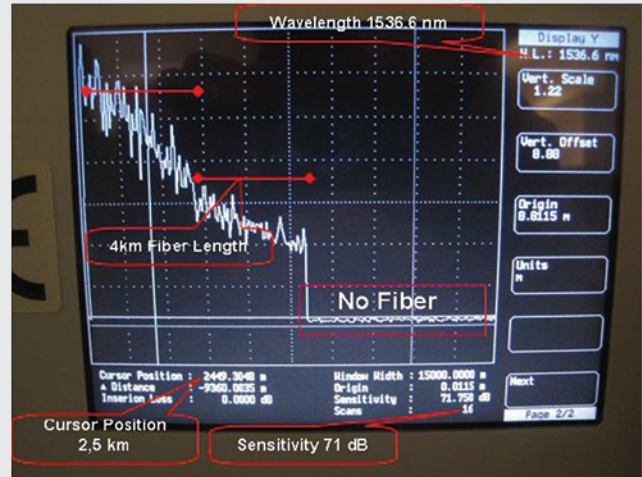 Wavelength 1536.6 nm
Display Y
W.L.: 1536.6 nm
Vert. Scale
1.22
Vert. Offset
0.00
Origin
0.0115 m
Units
m
Next
Page 2/2
4km Fiber Length
No Fiber
Cursor Position : 2449.3048 m
▲ Distance : -9360.0035 m
Inserion Loss : 0.0000 dB
Window Width : 15000.0000 m
Origin : 0.0115 m
Sensitivity : 71.750 dB
Scans : 16
Cursor Position
2,5 km
Sensitivity 71 dB
CE